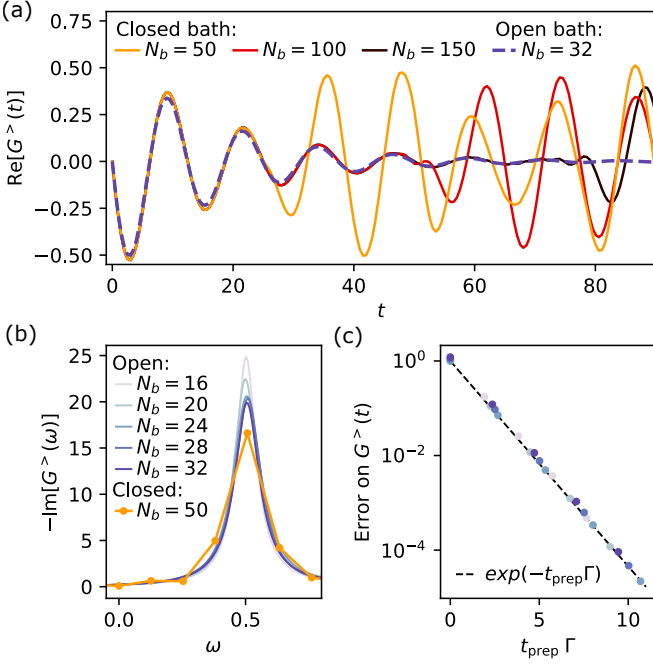 (a)
Closed bath: Open bath:
N_b = 50 N_b = 100 N_b = 150 N_b = 32
Re[G^>(t)]
0.50
0.25
0.00
−0.25
−0.50
0 20 40 60 80
t
(b)
Open:
N_b = 16
N_b = 20
N_b = 24
N_b = 28
N_b = 32
Closed:
N_b = 50
−Im[G^>(ω)]
25
20
15
10
5
0
0.0 0.5
ω
(c)
Error on G^>(t)
10^0
10^−2
10^−4
exp(−t_prepΓ)
0 5 10
t_prep Γ